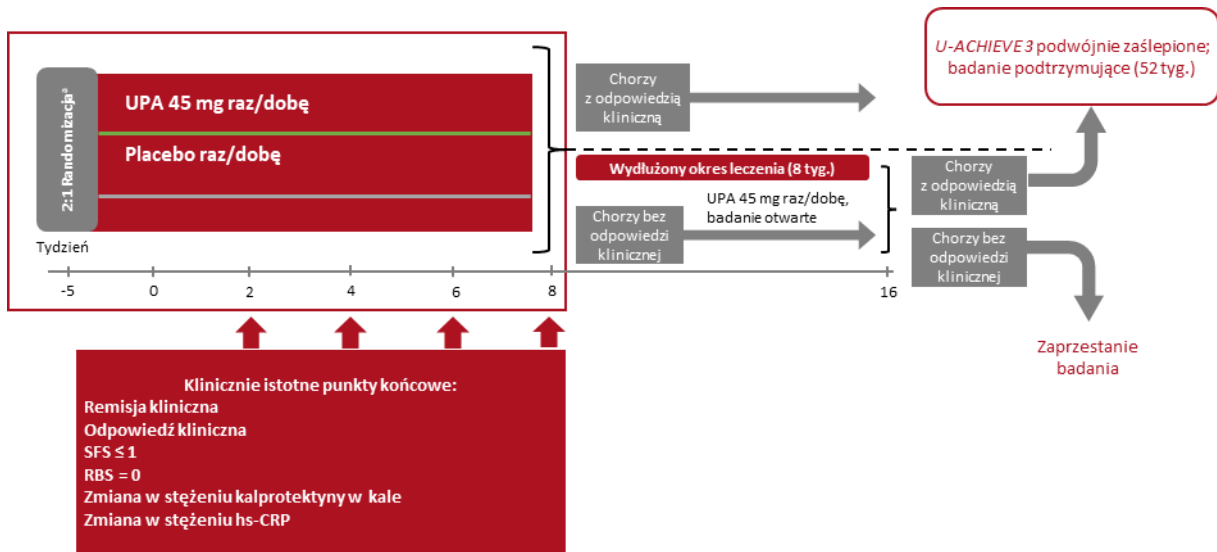 U-ACHIEVE 3 podwójnie zaślepione;
badanie podtrzymujące (52 tyg.)
2:1 Randomizacjaª
UPA 45 mg raz/dobę
Placebo raz/dobę
Chorzy
z odpowiedzią
kliniczną
Wydłużony okres leczenia (8 tyg.)
UPA 45 mg raz/dobę,
badanie otwarte
Chorzy bez
odpowiedzi
klinicznej
Chorzy
z odpowiedzią
kliniczną
Chorzy bez
odpowiedzi
klinicznej
Tydzień
-5 0 2 4 6 8 16
Zaprzestanie
badania
Klinicznie istotne punkty końcowe:
Remisja kliniczna
Odpowiedź kliniczna
SFS ≤ 1
RBS = 0
Zmiana w stężeniu kalprotektyny w kale
Zmiana w stężeniu hs-CRP